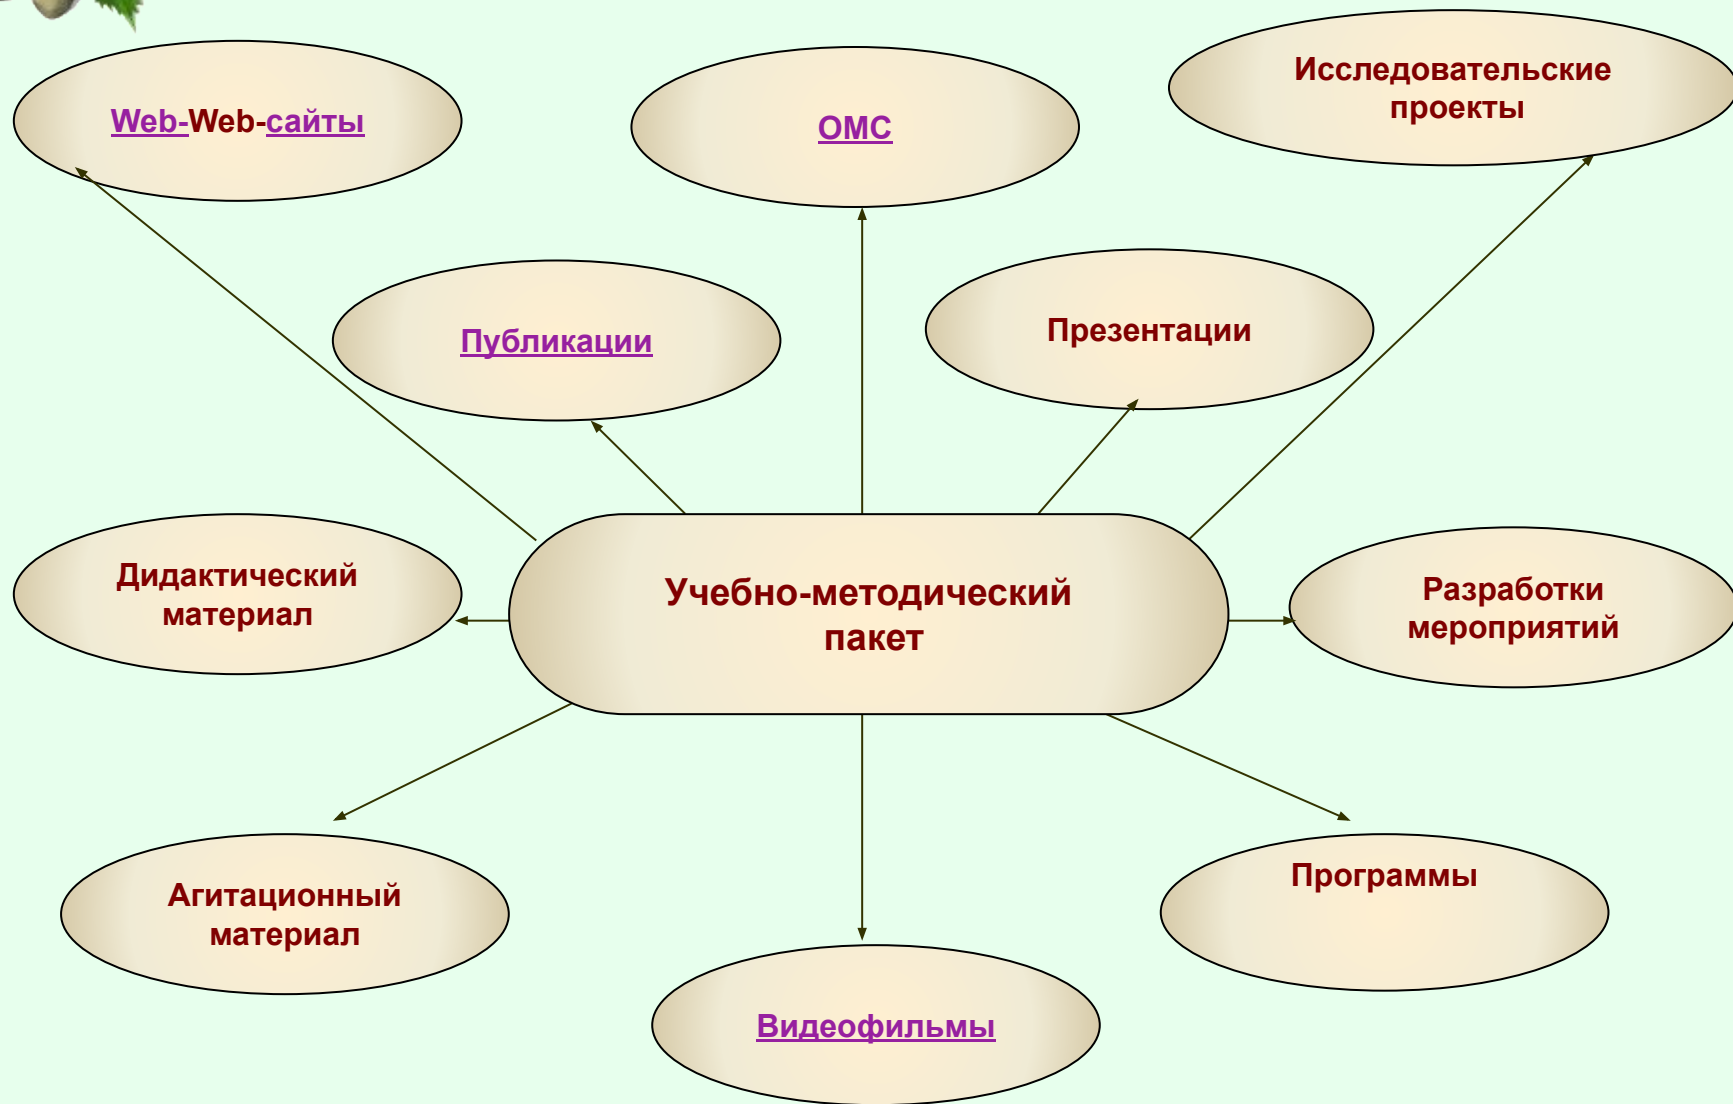 Web-Web-сайты
ОМС
Исследовательские
проекты
Публикации
Презентации
Дидактический
материал
Учебно-методический
пакет
Разработки
мероприятий
Агитационный
материал
Программы
Видеофильмы